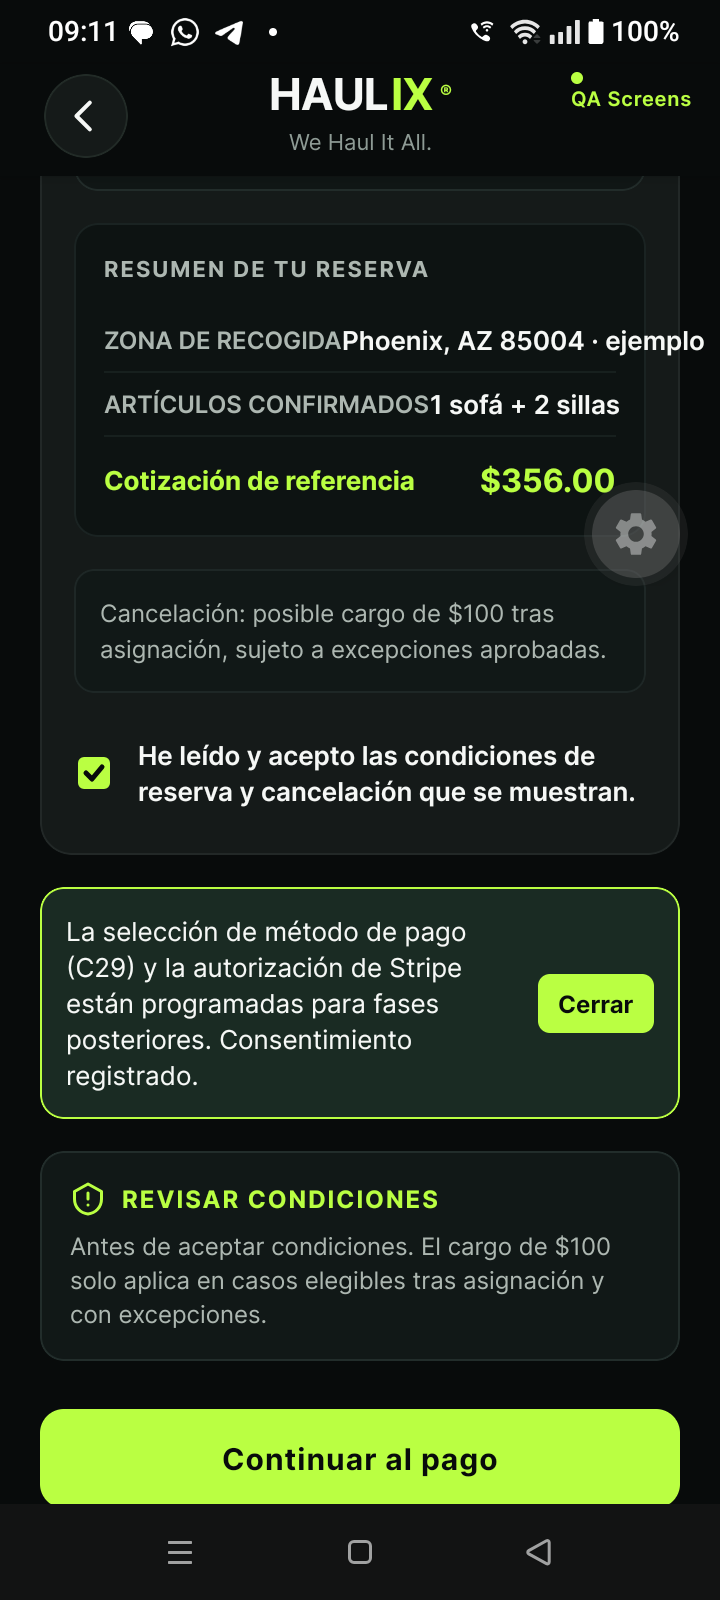 09:11
100%
HAULIX ®
We Haul It All.
QA Screens
RESUMEN DE TU RESERVA
ZONA DE RECOGIDAPhoenix, AZ 85004 · ejemplo
ARTÍCULOS CONFIRMADOS1 sofá + 2 sillas
Cotización de referencia $356.00
Cancelación: posible cargo de $100 tras
asignación, sujeto a excepciones aprobadas.
He leído y acepto las condiciones de
reserva y cancelación que se muestran.
La selección de método de pago
(C29) y la autorización de Stripe
están programadas para fases
posteriores. Consentimiento
registrado.
Cerrar
REVISAR CONDICIONES
Antes de aceptar condiciones. El cargo de $100
solo aplica en casos elegibles tras asignación y
con excepciones.
Continuar al pago